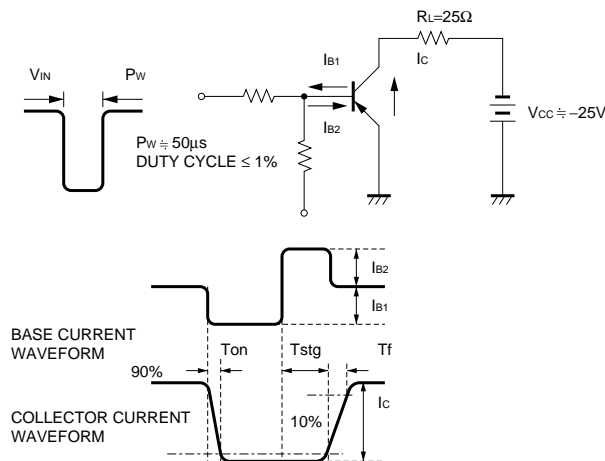 RL=25Ω
IB1
IC
VIN
PW
IB2
VCC≒−25V
PW≒50µs
DUTY CYCLE ≤ 1%
IB2
IB1
BASE CURRENT
WAVEFORM
Ton
Tstg
Tf
90%
IC
COLLECTOR CURRENT
WAVEFORM
10%